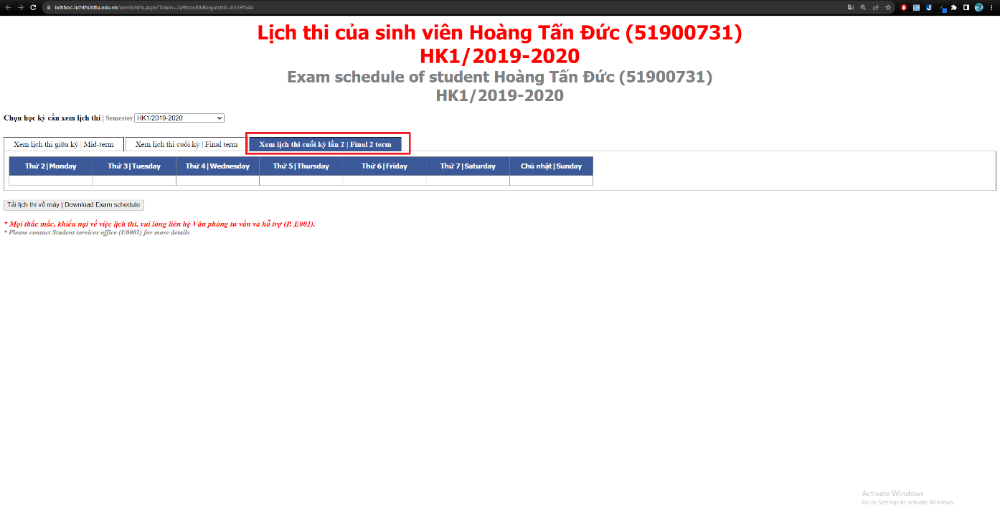 lichhoc-lichthi.tdtu.edu.vn/xemlichthi.aspx?Token=2a9fcee8&RequestId=b359f544
Lịch thi của sinh viên Hoàng Tấn Đức (51900731)
HK1/2019-2020
Exam schedule of student Hoàng Tấn Đức (51900731)
HK1/2019-2020
Chọn học kỳ cần xem lịch thi | Semester HK1/2019-2020
Xem lịch thi giữa kỳ | Mid-term Xem lịch thi cuối kỳ | Final term Xem lịch thi cuối kỳ lần 2 | Final 2 term
Thứ 2|Monday Thứ 3|Tuesday Thứ 4|Wednesday Thứ 5|Thursday Thứ 6|Friday Thứ 7|Saturday Chủ nhật|Sunday
Tải lịch thi về máy | Download Exam schedule
* Mọi thắc mắc, khiếu nại về việc lịch thi, vui lòng liên hệ Văn phòng tư vấn và hỗ trợ (P. E001).
* Please contact Student services office (E0001) for more details
Activate Windows
Go to Settings to activate Windows.